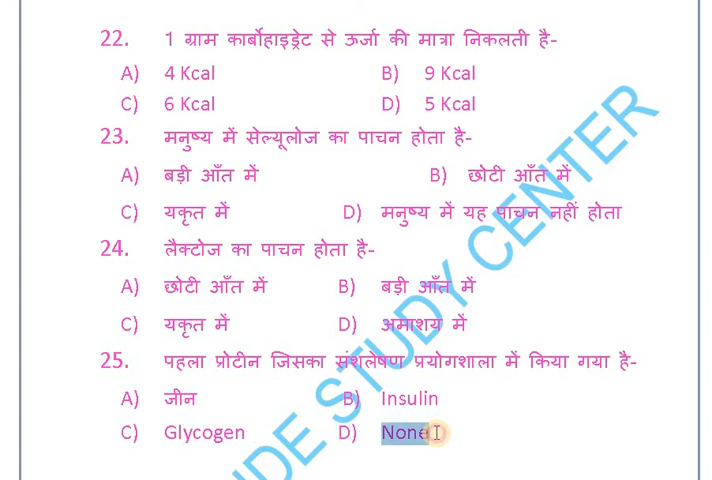 22. 1 ग्राम कार्बोहाइड्रेट से ऊर्जा की मात्रा निकलती है-
A) 4 Kcal B) 9 Kcal
C) 6 Kcal D) 5 Kcal
23. मनुष्य में सेल्यूलोज का पाचन होता है-
A) बड़ी आँत में B) छोटी आँत में
C) यकृत में D) मनुष्य में यह पाचन नहीं होता
24. लैक्टोज का पाचन होता है-
A) छोटी आँत में B) बड़ी आँत में
C) यकृत में D) अमाशय में
25. पहला प्रोटीन जिसका संशलेषण प्रयोगशाला में किया गया है-
A) जीन B) Insulin
C) Glycogen D) None
STUDY CENTER